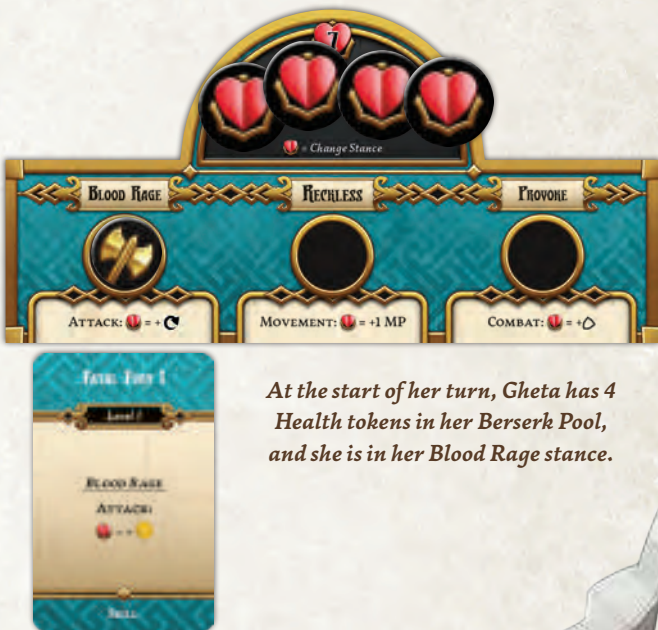 7
= Change Stance
BLOOD RAGE RECKLESS PROVOKE
ATTACK: = + MOVEMENT: = +1 MP COMBAT: = +
FATAL FURY I
Level 1
BLOOD RAGE
ATTACK:
= +
SKILL
At the start of her turn, Gheta has 4
Health tokens in her Berserk Pool,
and she is in her Blood Rage stance.